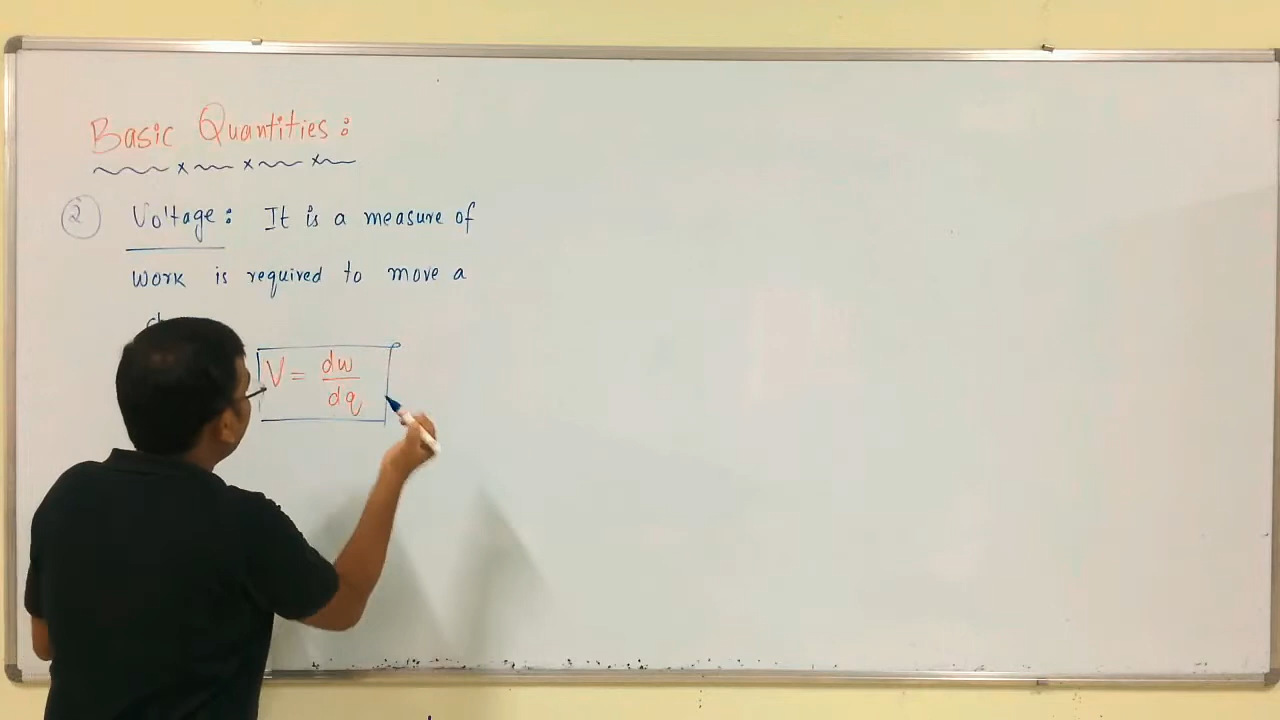 Basic Quantities:
② Voltage: It is a measure of
work is required to move a
V = dw/dq